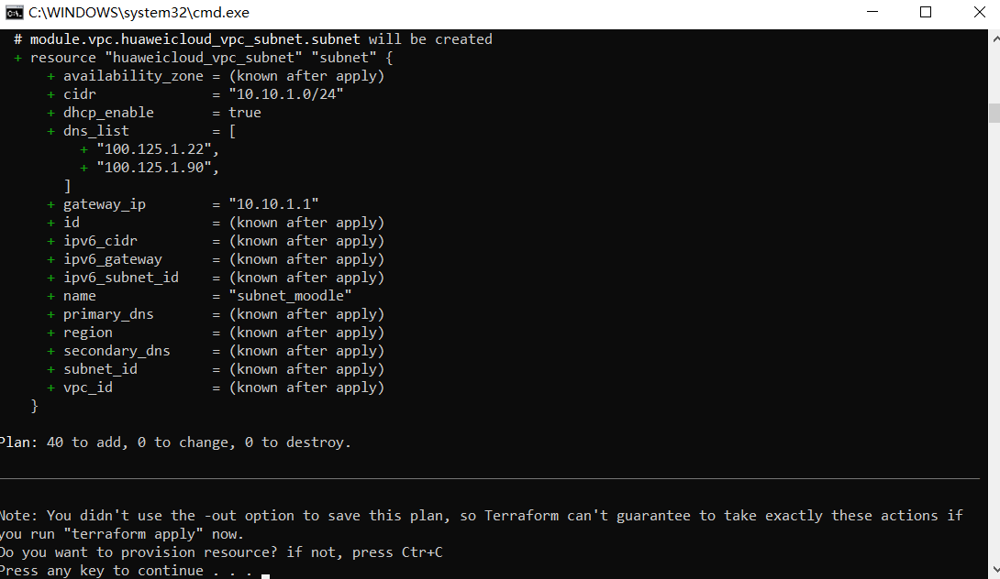 C:\WINDOWS\system32\cmd.exe
# module.vpc.huaweicloud_vpc_subnet.subnet will be created
+ resource "huaweicloud_vpc_subnet" "subnet" {
+ availability_zone = (known after apply)
+ cidr = "10.10.1.0/24"
+ dhcp_enable = true
+ dns_list = [
+ "100.125.1.22",
+ "100.125.1.90",
]
+ gateway_ip = "10.10.1.1"
+ id = (known after apply)
+ ipv6_cidr = (known after apply)
+ ipv6_gateway = (known after apply)
+ ipv6_subnet_id = (known after apply)
+ name = "subnet_moodle"
+ primary_dns = (known after apply)
+ region = (known after apply)
+ secondary_dns = (known after apply)
+ subnet_id = (known after apply)
+ vpc_id = (known after apply)
}
Plan: 40 to add, 0 to change, 0 to destroy.
Note: You didn't use the -out option to save this plan, so Terraform can't guarantee to take exactly these actions if
you run "terraform apply" now.
Do you want to provision resource? if not, press Ctr+C
Press any key to continue . . .